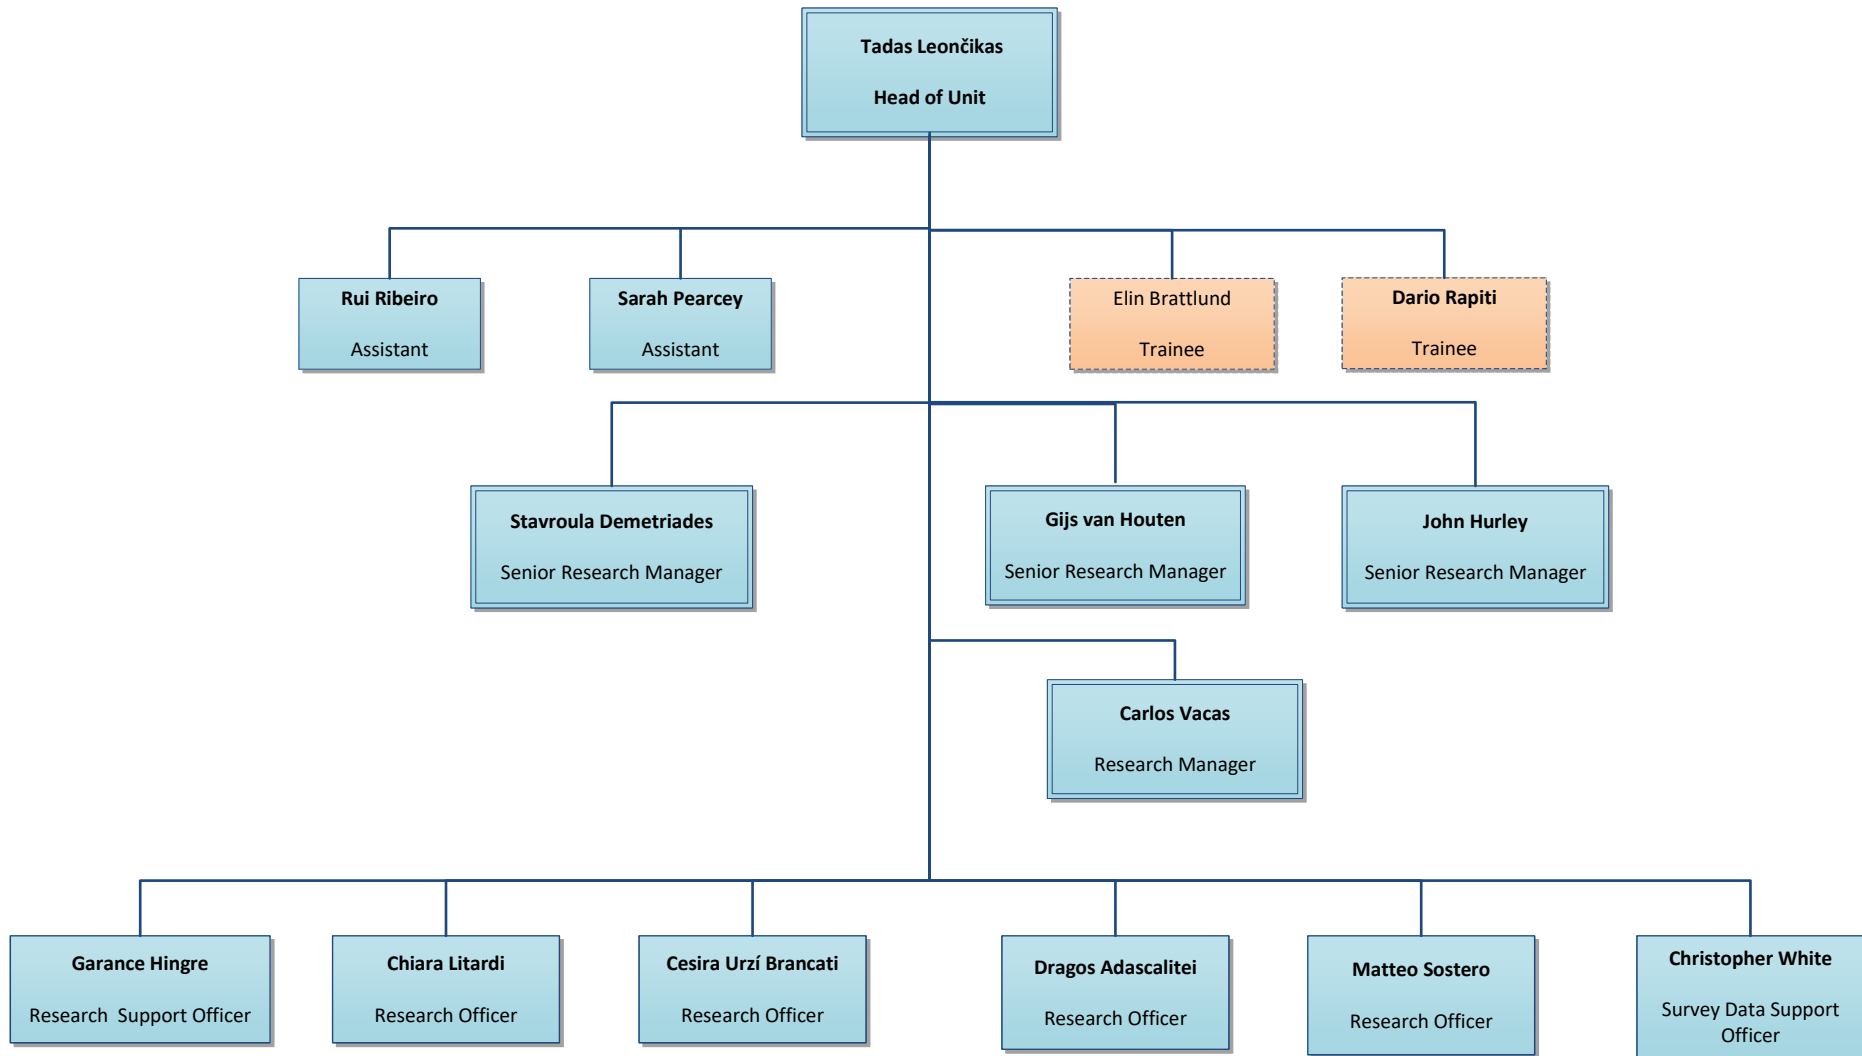 Tadas Leončikas
Head of Unit
Rui Ribeiro
Assistant
Sarah Pearcey
Assistant
Elin Brattlund
Trainee
Dario Rapiti
Trainee
Stavroula Demetriades
Senior Research Manager
Gijs van Houten
Senior Research Manager
John Hurley
Senior Research Manager
Carlos Vacas
Research Manager
Garance Hingre
Research  Support Officer
Chiara Litardi
Research Officer
Cesira Urzí Brancati
Research Officer
Dragos Adascalitei
Research Officer
Matteo Sostero
Research Officer
Christopher White
Survey Data Support
Officer